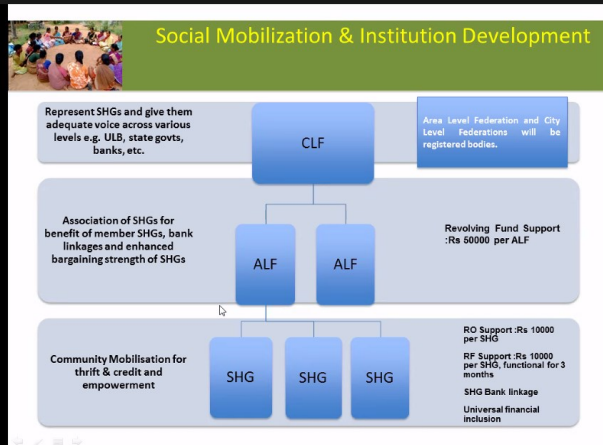 Social Mobilization & Institution Development
Represent SHGs and give them
adequate voice across various
levels e.g. ULB, state govts,
banks, etc.
CLF
Area Level Federation and City
Level Federations will be
registered bodies.
Association of SHGs for
benefit of member SHGs, bank
linkages and enhanced
bargaining strength of SHGs
ALF
ALF
Revolving Fund Support
:Rs 50000 per ALF
Community Mobilisation for
thrift & credit and
empowerment
SHG
SHG
SHG
RO Support :Rs 10000
per SHG
RF Support :Rs 10000
per SHG, functional for 3
months
SHG Bank linkage
Universal financial
inclusion